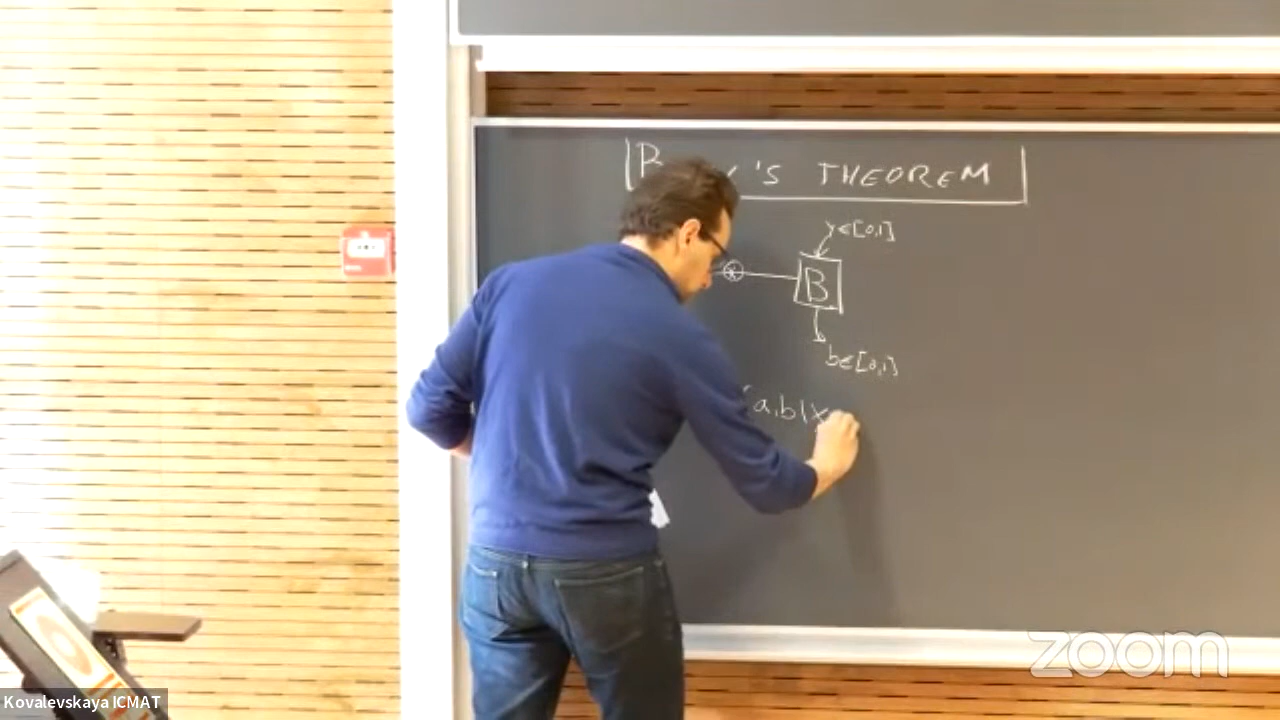 'S THEOREM
y∈[0,1]
B
b∈[0,1]
a,b|x
zoom
Kovalevskaya ICMAT